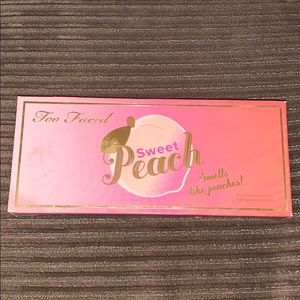 Too Faced
Sweet
Peach
Smells
like peaches!